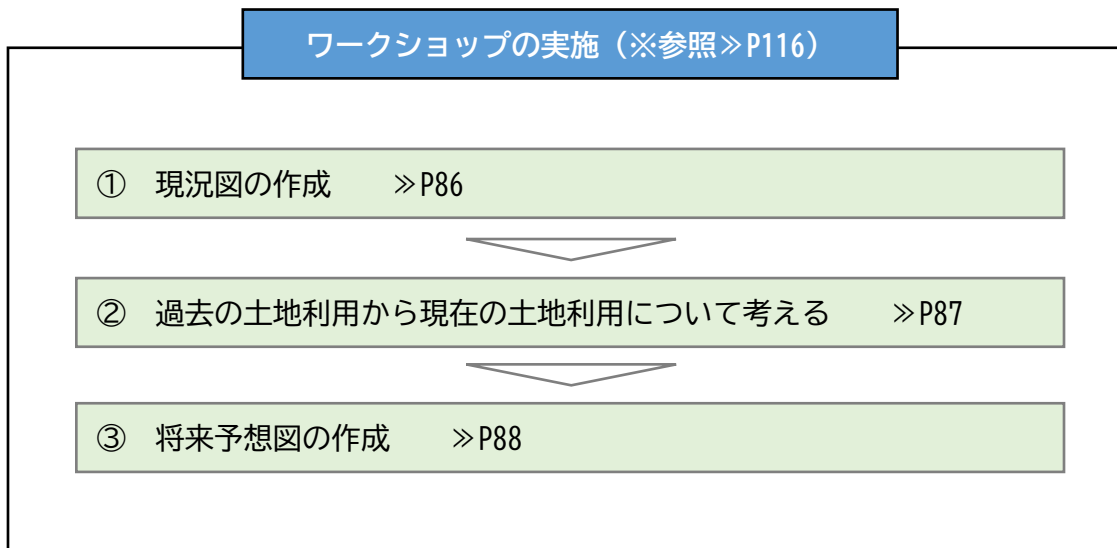 ワークショップの実施（※参照≫P116）
① 現況図の作成　　≫P86
② 過去の土地利用から現在の土地利用について考える　　≫P87
③ 将来予想図の作成　　≫P88